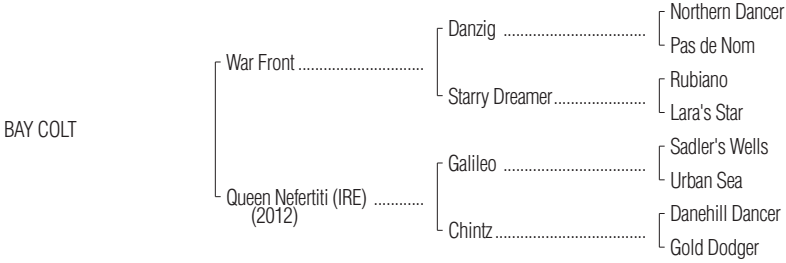 Northern Dancer
Danzig ..................................
Pas de Nom
War Front ..............................
Rubiano
Starry Dreamer......................
Lara's Star
BAY COLT
Sadler's Wells
Galileo ..................................
Urban Sea
Queen Nefertiti (IRE) ............
(2012)
Danehill Dancer
Chintz....................................
Gold Dodger